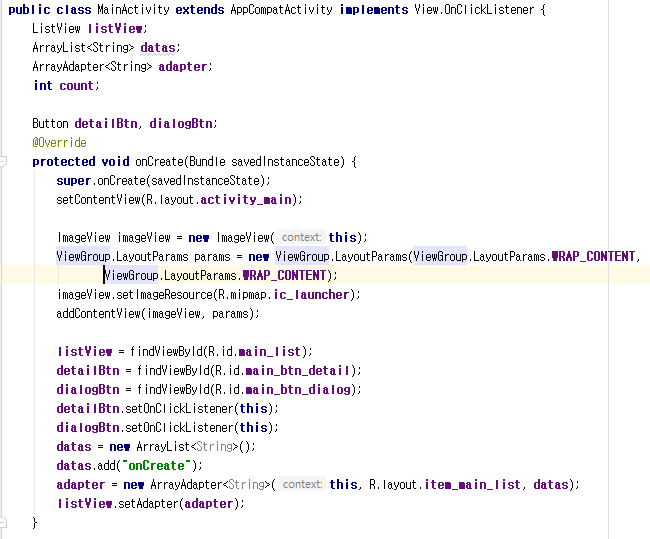 public class MainActivity extends AppCompatActivity implements View.OnClickListener {
ListView listView;
ArrayList<String> datas;
ArrayAdapter<String> adapter;
int count;
Button detailBtn, dialogBtn;
@Override
protected void onCreate(Bundle savedInstanceState) {
super.onCreate(savedInstanceState);
setContentView(R.layout.activity_main);
ImageView imageView = new ImageView( context: this);
ViewGroup.LayoutParams params = new ViewGroup.LayoutParams(ViewGroup.LayoutParams.WRAP_CONTENT,
ViewGroup.LayoutParams.WRAP_CONTENT);
imageView.setImageResource(R.mipmap.ic_launcher);
addContentView(imageView, params);
listView = findViewById(R.id.main_list);
detailBtn = findViewById(R.id.main_btn_detail);
dialogBtn = findViewById(R.id.main_btn_dialog);
detailBtn.setOnClickListener(this);
dialogBtn.setOnClickListener(this);
datas = new ArrayList<String>();
datas.add("onCreate");
adapter = new ArrayAdapter<String>( context: this, R.layout.item_main_list, datas);
listView.setAdapter(adapter);
}